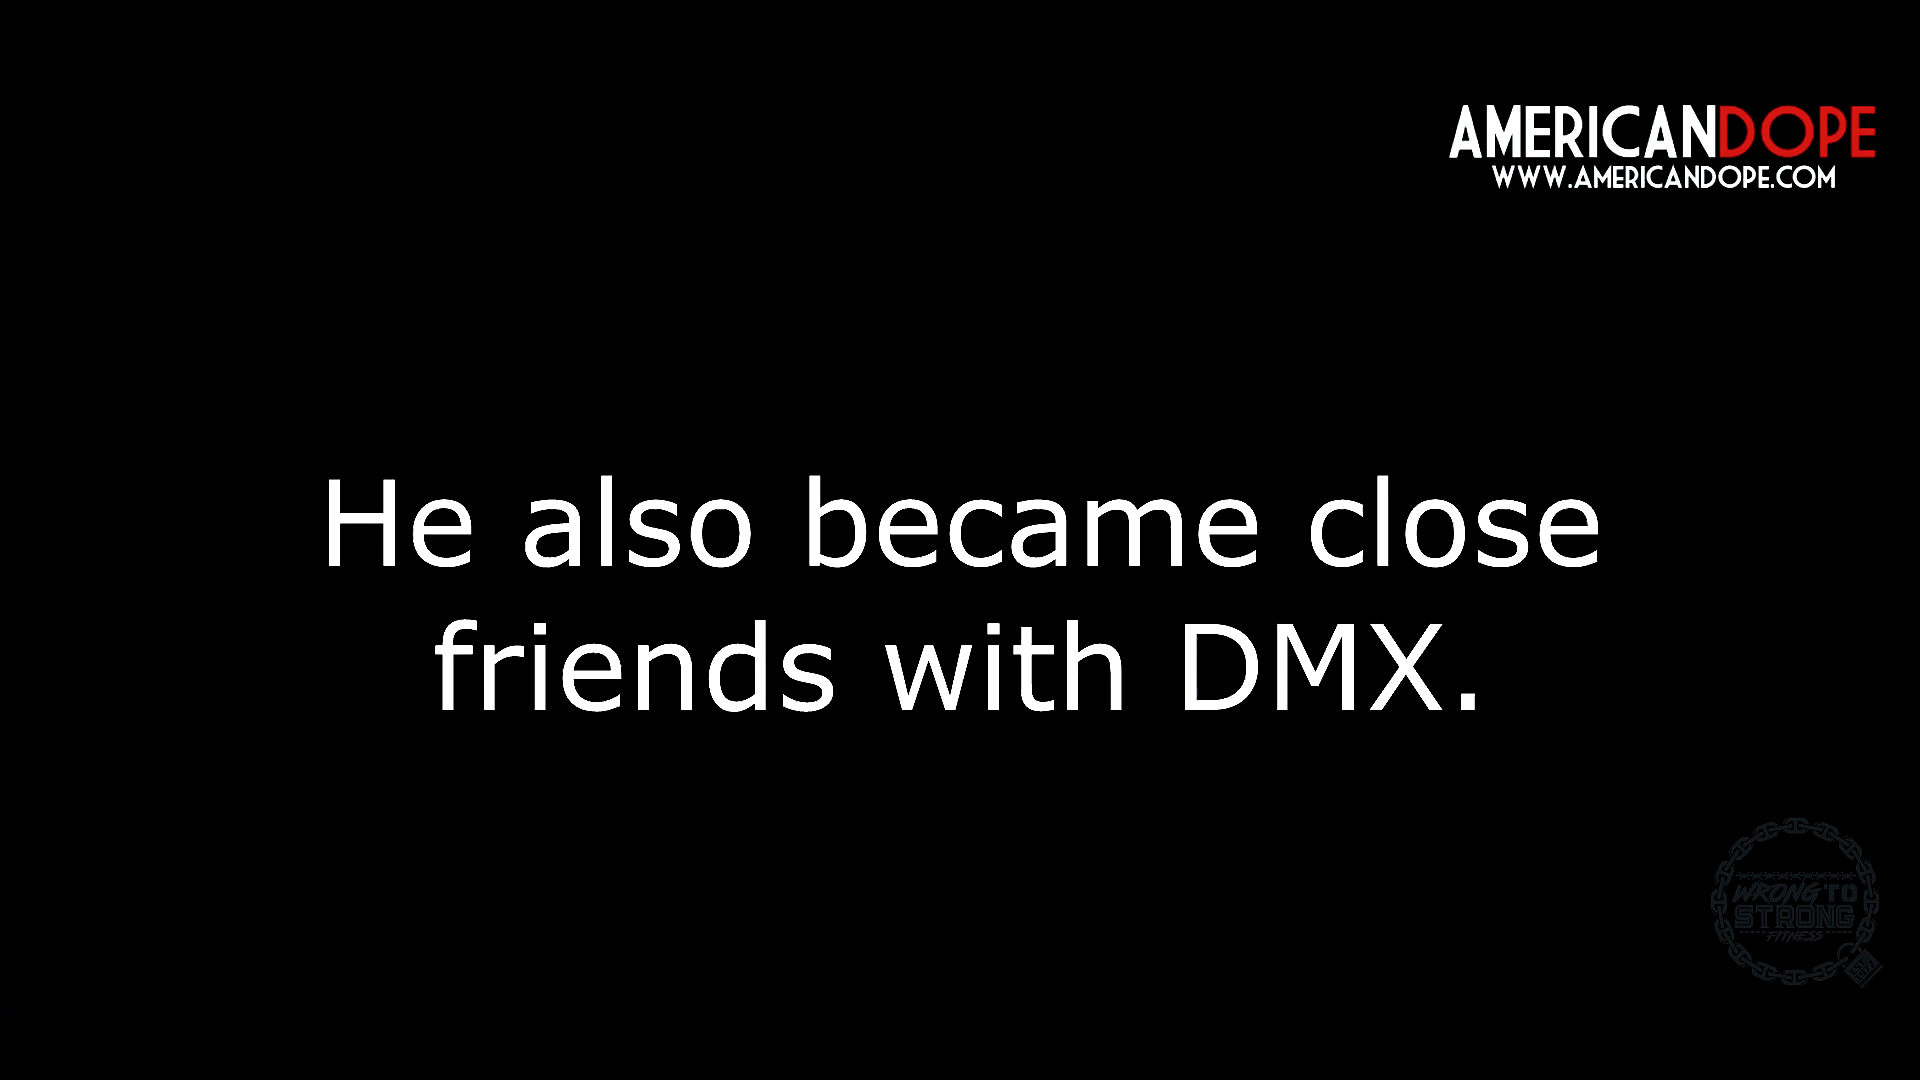 AMERICANDOPE
WWW.AMERICANDOPE.COM
He also became close
friends with DMX.
WRONG TO
STRONG
FITNESS